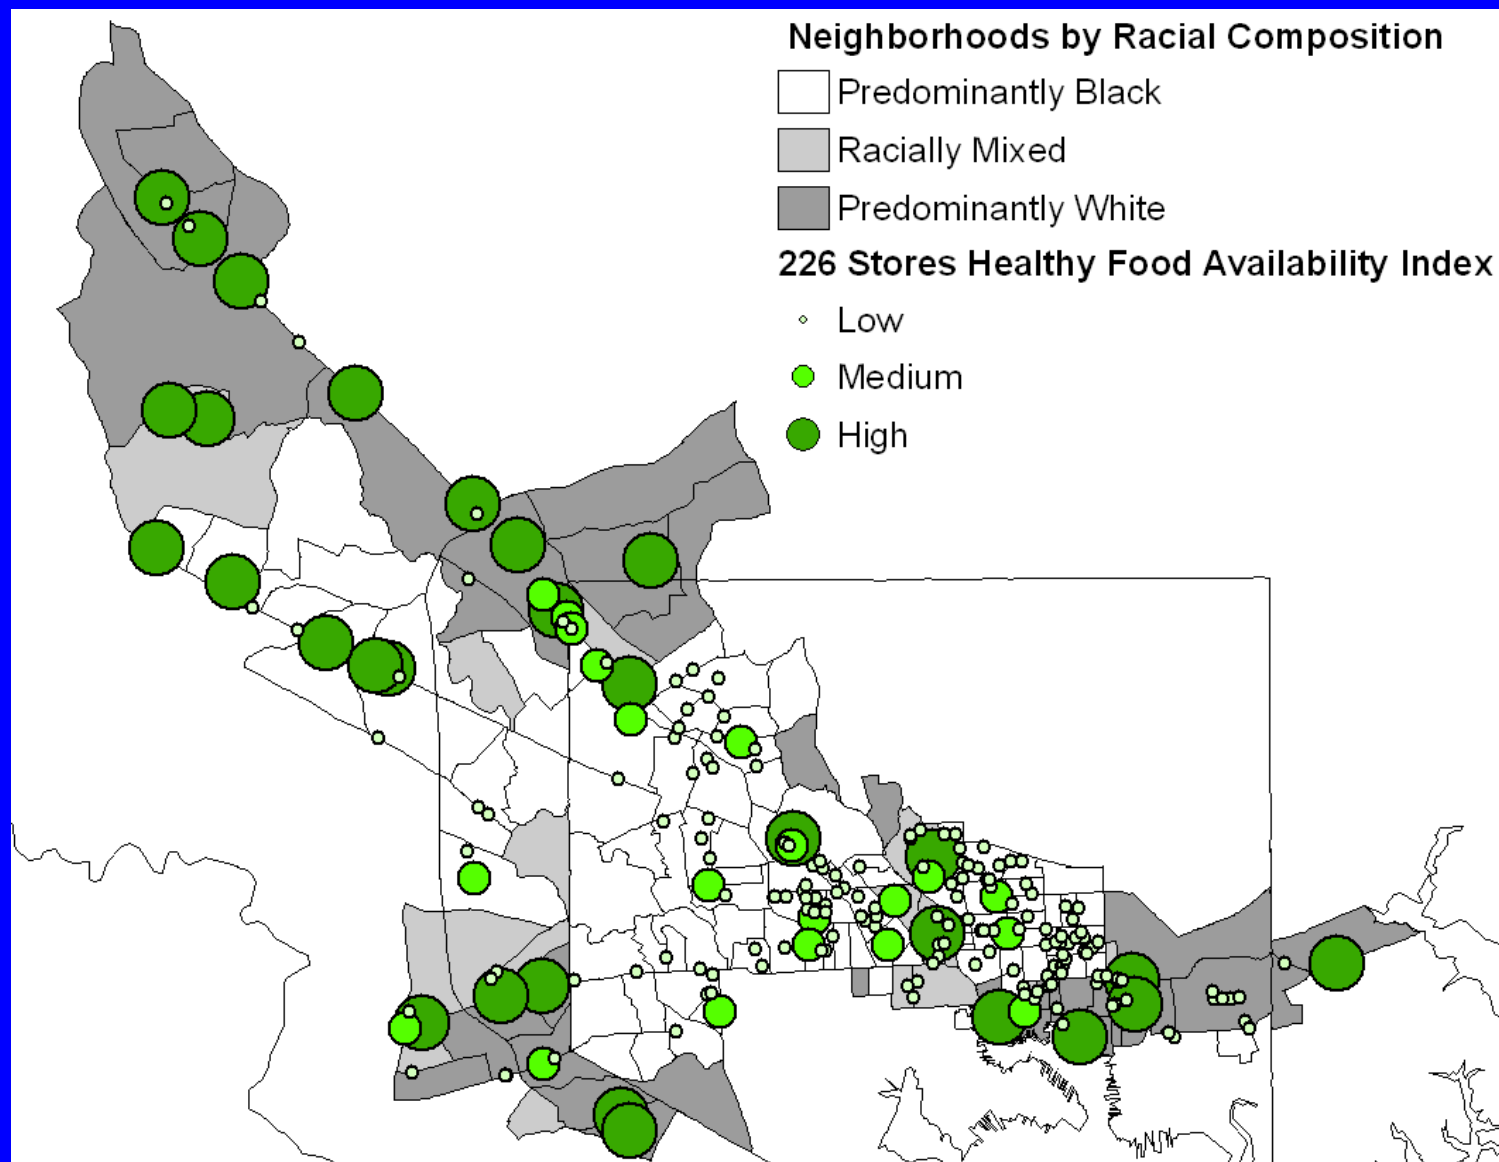 Neighborhoods by Racial Composition
Predominantly Black
Racially Mixed
Predominantly White
226 Stores Healthy Food Availability Index
Low
Medium
High